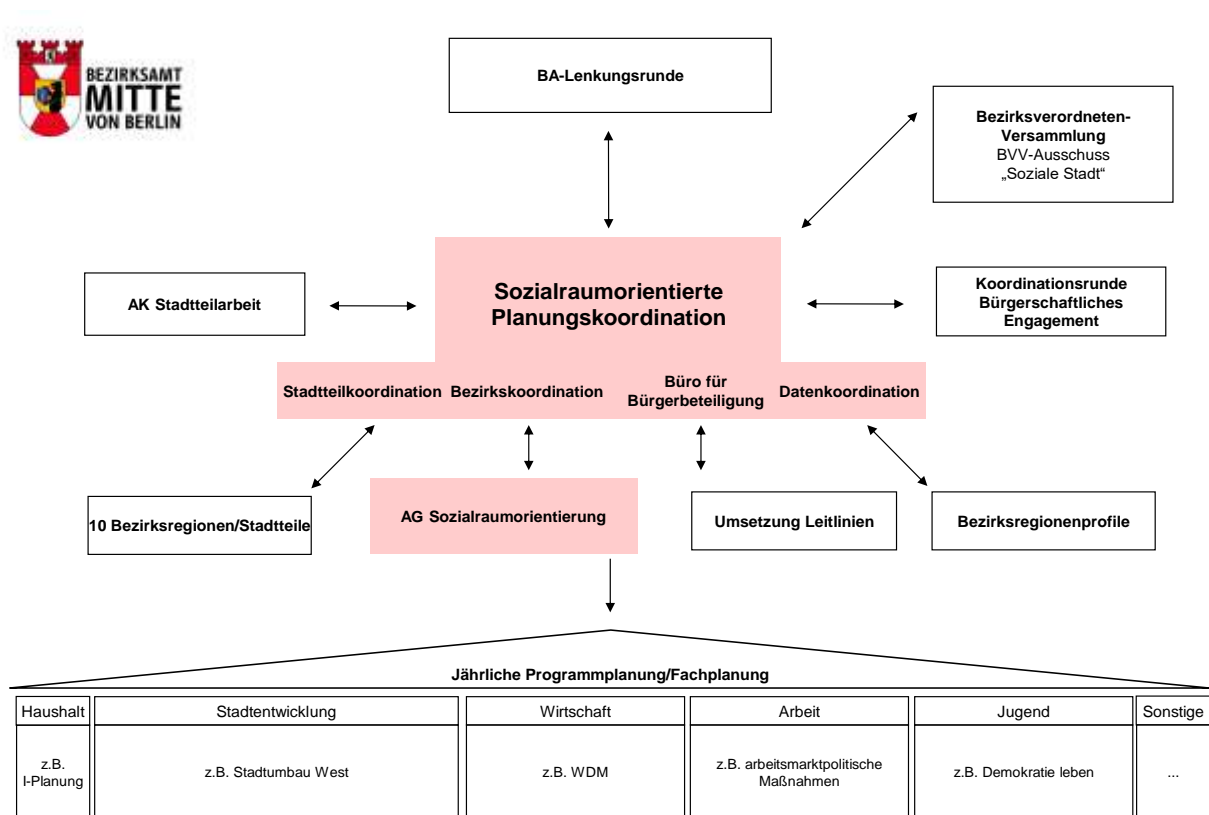 BEZIRKSAMT
MITTE
VON BERLIN
BA-Lenkungsrunde
Bezirksverordneten-
Versammlung
BVV-Ausschuss
„Soziale Stadt“
AK Stadtteilarbeit
Sozialraumorientierte
Planungskoordination
Koordinationsrunde
Bürgerschaftliches
Engagement
Stadtteilkoordination
Bezirkskoordination
Büro für
Bürgerbeteiligung
Datenkoordination
10 Bezirksregionen/Stadtteile
AG Sozialraumorientierung
Umsetzung Leitlinien
Bezirksregionenprofile
Jährliche Programmplanung/Fachplanung
Haushalt
Stadtentwicklung
Wirtschaft
Arbeit
Jugend
Sonstige
z.B.
I-Planung
z.B. Stadtumbau West
z.B. WDM
z.B. arbeitsmarktpolitische
Maßnahmen
z.B. Demokratie leben
...